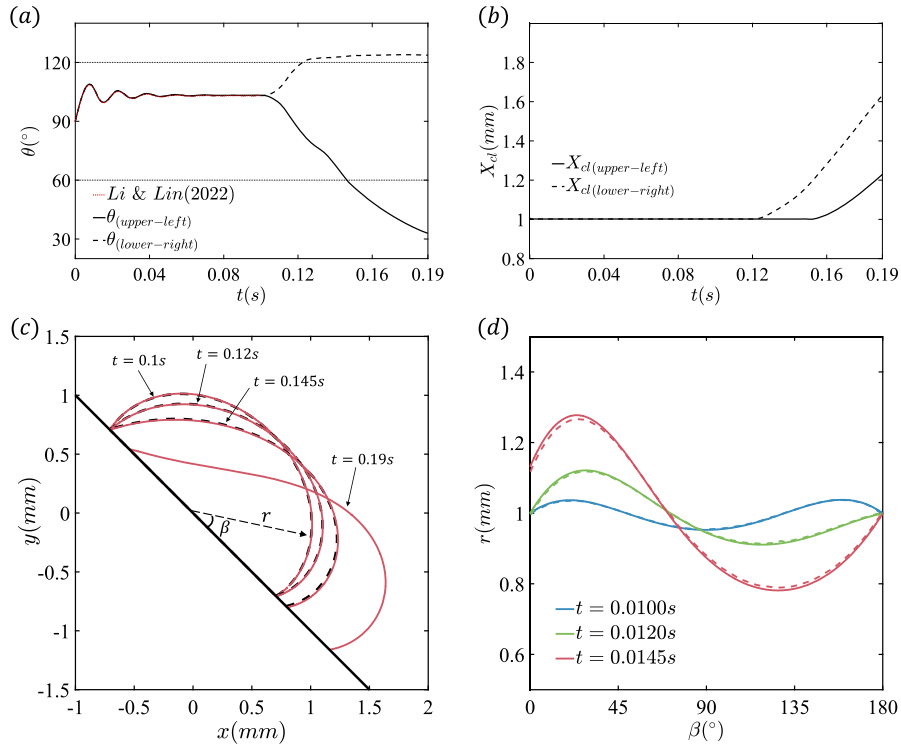 (a)
120
90
60
30
θ(°)
Li & Lin(2022)
θ(upper−left)
θ(lower−right)
0
0.04
0.08
0.12
0.16
0.19
t(s)
(b)
2
1.8
1.6
1.4
1.2
1
0.8
X_cl(mm)
X_cl(upper−left)
X_cl(lower−right)
0
0.04
0.08
0.12
0.16
0.19
t(s)
(c)
1.5
1
0.5
0
-0.5
-1
-1.5
y(mm)
t = 0.1s
t = 0.12s
t = 0.145s
t = 0.19s
r
β
-1
-0.5
0
0.5
1
1.5
2
x(mm)
(d)
1.4
1.2
1.0
0.8
0.6
r(mm)
t = 0.0100s
t = 0.0120s
t = 0.0145s
0
45
90
135
180
β(°)